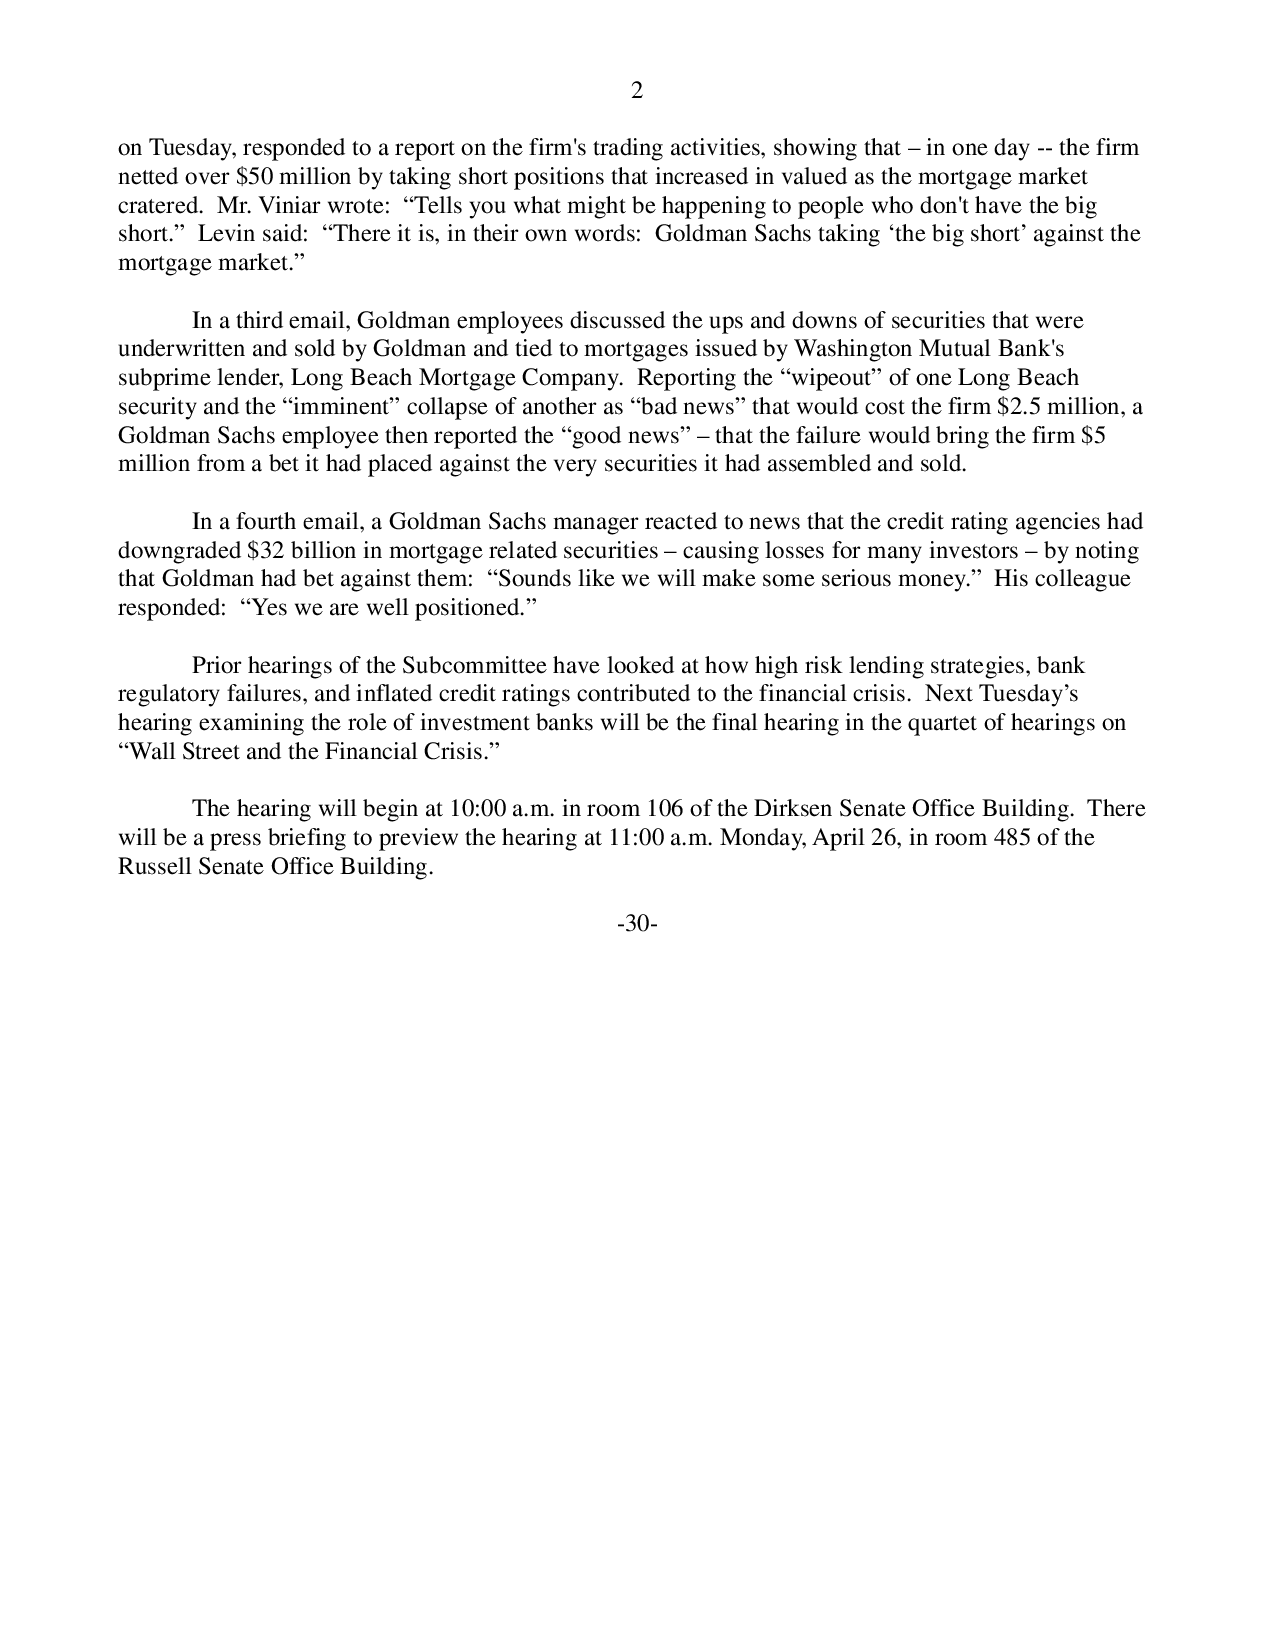 2
on Tuesday, responded to a report on the firm's trading activities, showing that – in one day -- the firm
netted over $50 million by taking short positions that increased in valued as the mortgage market
cratered.  Mr. Viniar wrote:  “Tells you what might be happening to people who don't have the big
short.”  Levin said:  “There it is, in their own words:  Goldman Sachs taking ‘the big short’ against the
mortgage market.”
In a third email, Goldman employees discussed the ups and downs of securities that were
underwritten and sold by Goldman and tied to mortgages issued by Washington Mutual Bank's
subprime lender, Long Beach Mortgage Company.  Reporting the “wipeout” of one Long Beach
security and the “imminent” collapse of another as “bad news” that would cost the firm $2.5 million, a
Goldman Sachs employee then reported the “good news” – that the failure would bring the firm $5
million from a bet it had placed against the very securities it had assembled and sold.
In a fourth email, a Goldman Sachs manager reacted to news that the credit rating agencies had
downgraded $32 billion in mortgage related securities – causing losses for many investors – by noting
that Goldman had bet against them:  “Sounds like we will make some serious money.”  His colleague
responded:  “Yes we are well positioned.”
Prior hearings of the Subcommittee have looked at how high risk lending strategies, bank
regulatory failures, and inflated credit ratings contributed to the financial crisis.  Next Tuesday’s
hearing examining the role of investment banks will be the final hearing in the quartet of hearings on
“Wall Street and the Financial Crisis.”
The hearing will begin at 10:00 a.m. in room 106 of the Dirksen Senate Office Building.  There
will be a press briefing to preview the hearing at 11:00 a.m. Monday, April 26, in room 485 of the
Russell Senate Office Building.
-30-